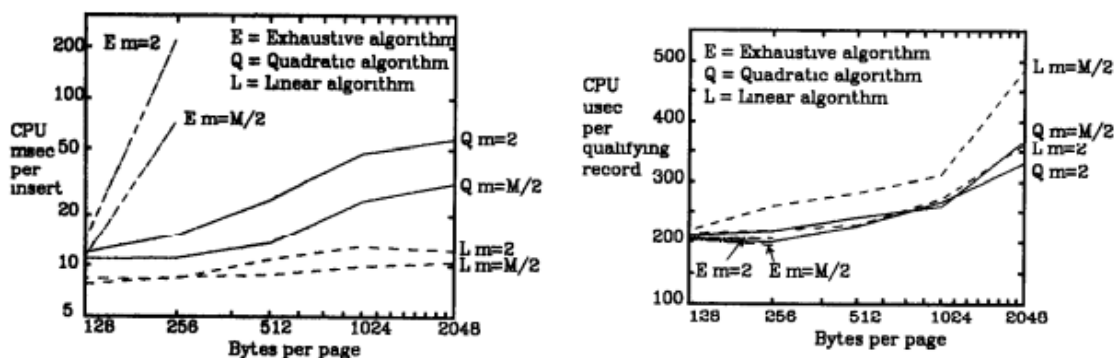 200
100
50
20
10
5
CPU
msec
per
insert
E m=2
E m=M/2
E = Exhaustive algorithm
Q = Quadratic algorithm
L = Linear algorithm
Q m=2
Q m=M/2
L m=2
L m=M/2
128 256 512 1024 2048
Bytes per page
500
400
300
200
100
CPU
usec
per
qualifying
record
E = Exhaustive algorithm
Q = Quadratic algorithm
L = Linear algorithm
L m=M/2
Q m=M/2
L m=2
Q m=2
E m=2
E m=M/2
128 256 512 1024 2048
Bytes per page